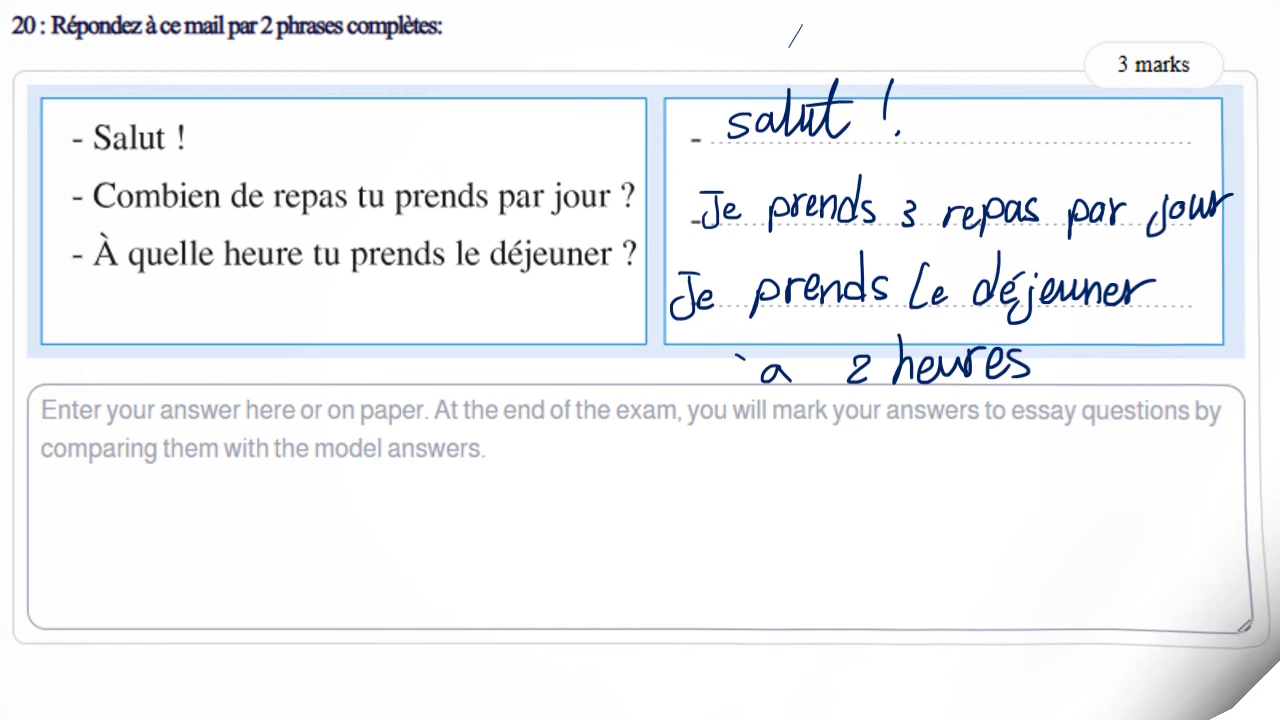 20 : Répondez à ce mail par 2 phrases complètes:
3 marks
- Salut !
- Combien de repas tu prends par jour ?
- À quelle heure tu prends le déjeuner ?
- salut !
- Je prends 3 repas par jour
Je prends le déjeuner
à 2 heures
Enter your answer here or on paper. At the end of the exam, you will mark your answers to essay questions by
comparing them with the model answers.